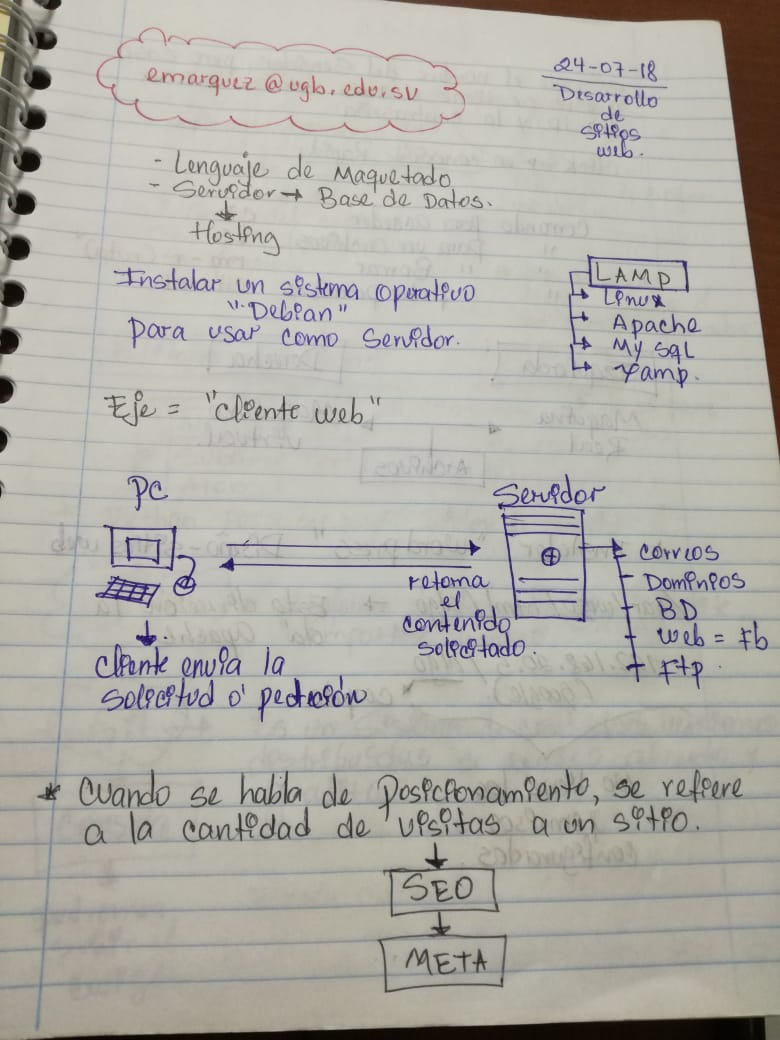 emarquez@ugb.edu.sv
24-07-18
Desarrollo
de
sitios
web.
- Lenguaje de Maquetado
- Servidor → Base de Datos.
Hosting
Instalar un sistema operativo
"Debian"
para usar como servidor.
LAMP
Linux
Apache
My sql
Yamp.
Eje = "cliente web"
PC
Servidor
retorna
el
contenido
solicitado.
correos
Dominios
BD
web = Fb
Ftp.
cliente envia la
solicitud o' petición
* Cuando se habla de Posicionamiento, se refiere
a la cantidad de visitas a un sitio.
SEO
META